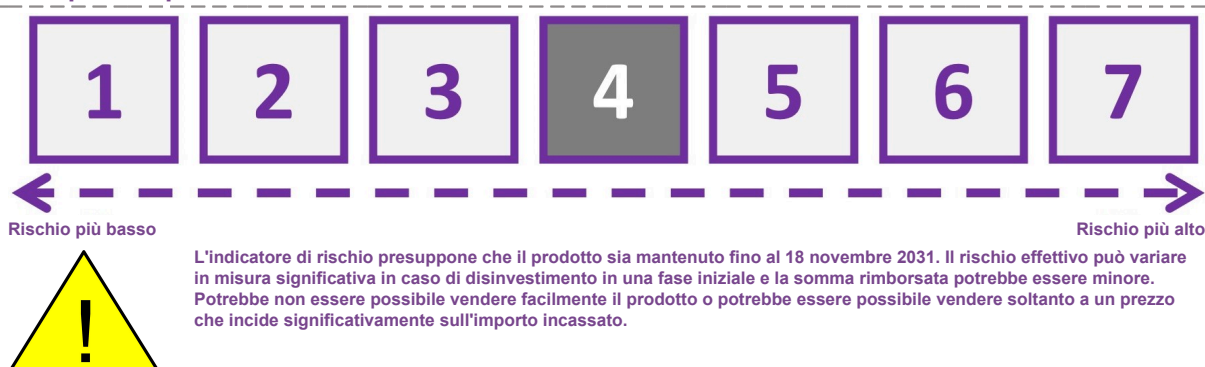 1 2 3 4 5 6 7
Rischio più basso Rischio più alto
L'indicatore di rischio presuppone che il prodotto sia mantenuto fino al 18 novembre 2031. Il rischio effettivo può variare
in misura significativa in caso di disinvestimento in una fase iniziale e la somma rimborsata potrebbe essere minore.
Potrebbe non essere possibile vendere facilmente il prodotto o potrebbe essere possibile vendere soltanto a un prezzo
che incide significativamente sull'importo incassato.
!